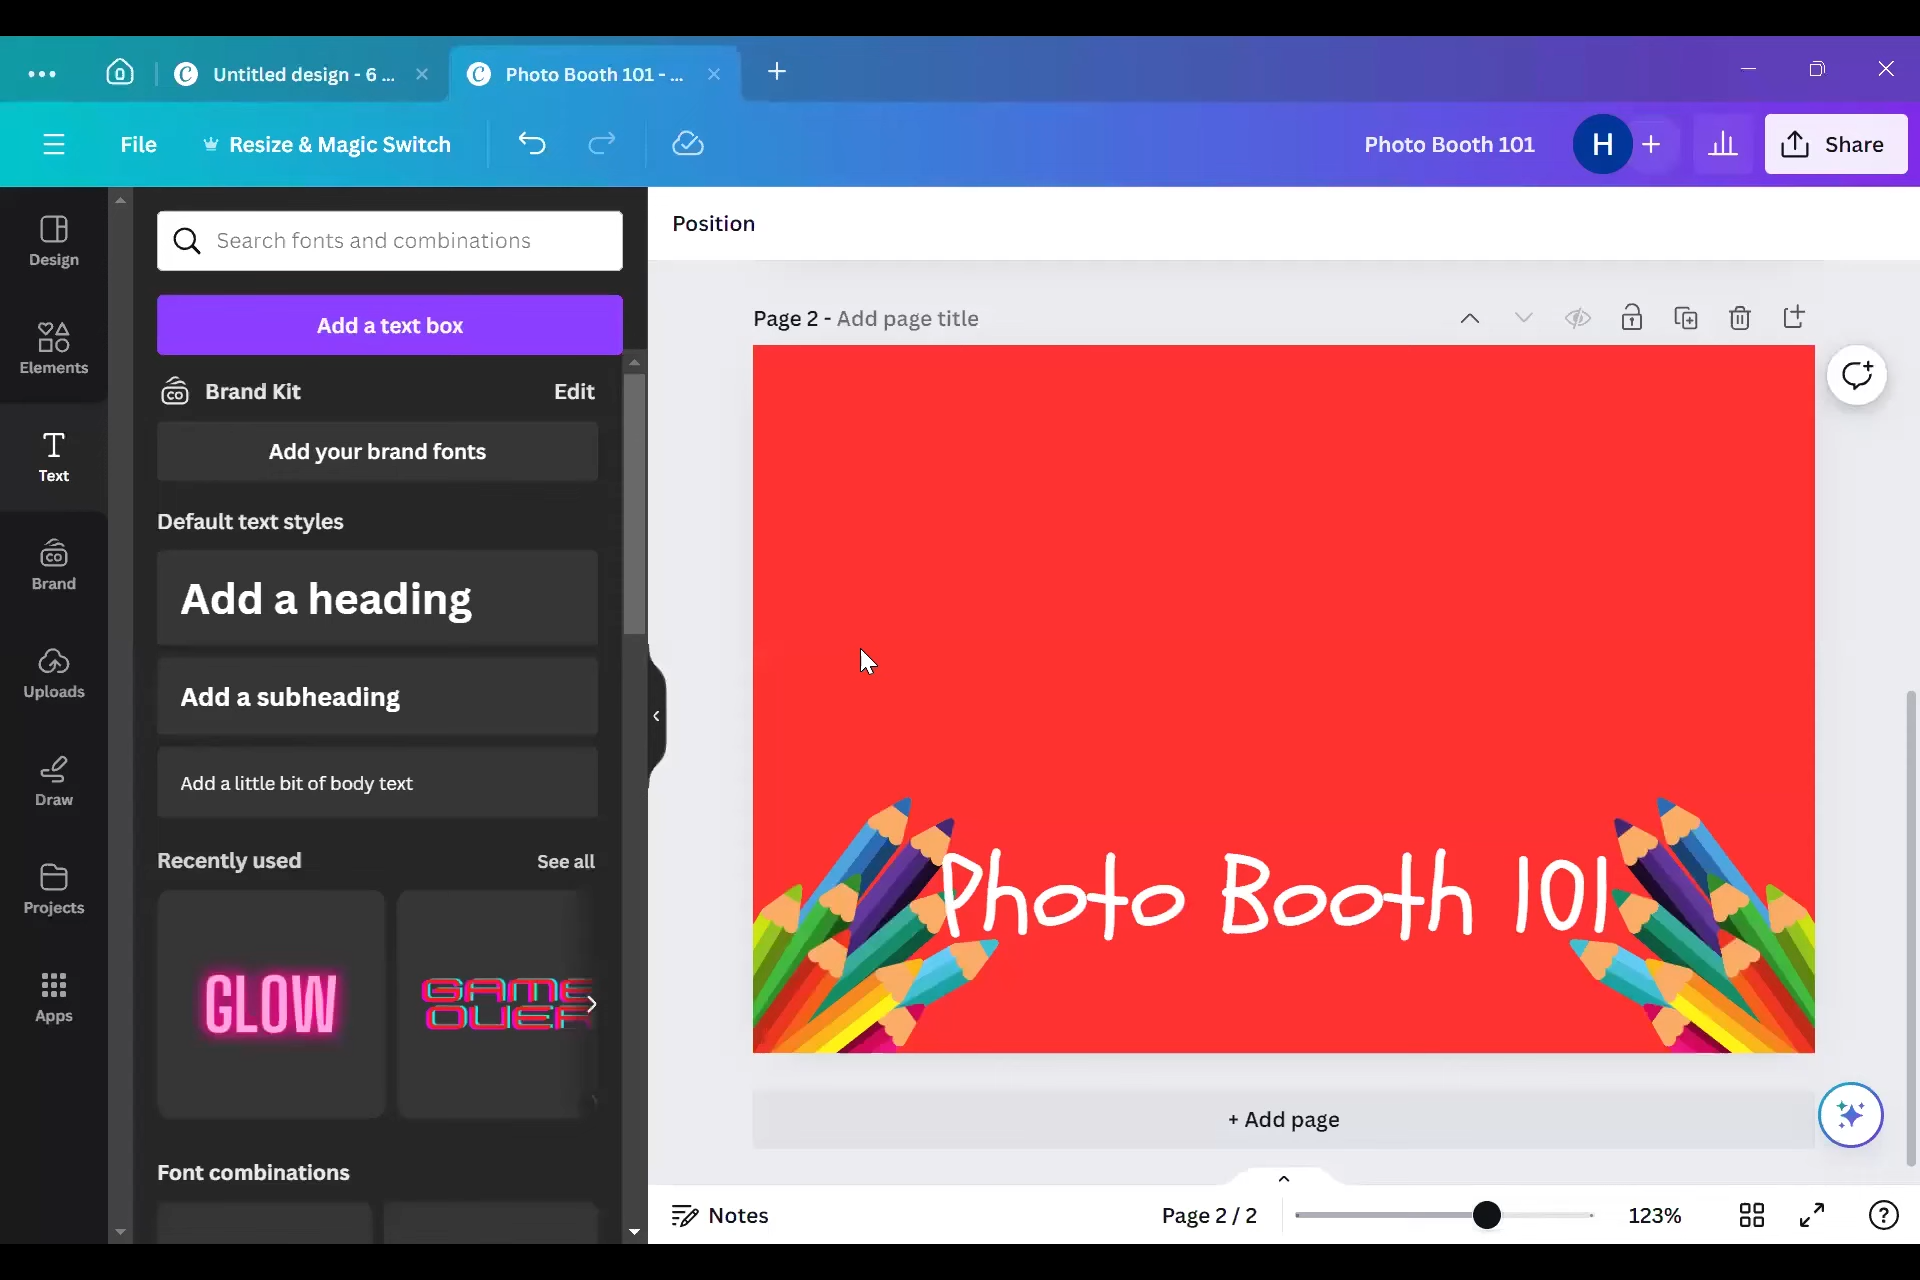 Untitled design - 6 ...
Photo Booth 101 - ...
File
Resize & Magic Switch
Photo Booth 101
H
Share
Design
Elements
Text
Brand
Uploads
Draw
Projects
Apps
Search fonts and combinations
Add a text box
Brand Kit
Edit
Add your brand fonts
Default text styles
Add a heading
Add a subheading
Add a little bit of body text
Recently used
See all
GLOW
GAME
OVER
Font combinations
Position
Page 2 - Add page title
Photo Booth 101
+ Add page
Notes
Page 2 / 2
123%